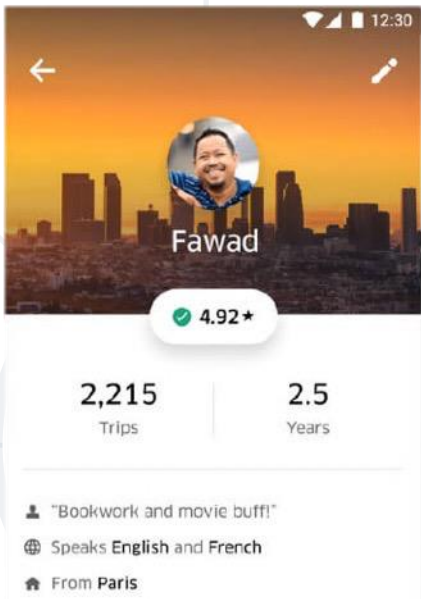 12:30
Fawad
4.92★
2,215 2.5
Trips Years
"Bookwork and movie buff!"
Speaks English and French
From Paris